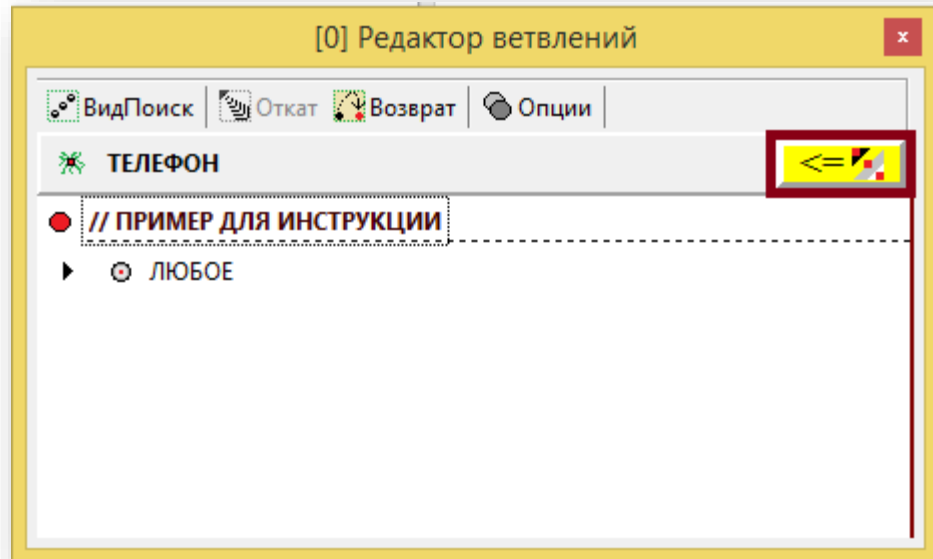 [0] Редактор ветвлений x
ВидПоиск Откат Возврат Опции
ТЕЛЕФОН <=
// ПРИМЕР ДЛЯ ИНСТРУКЦИИ
ЛЮБОЕ